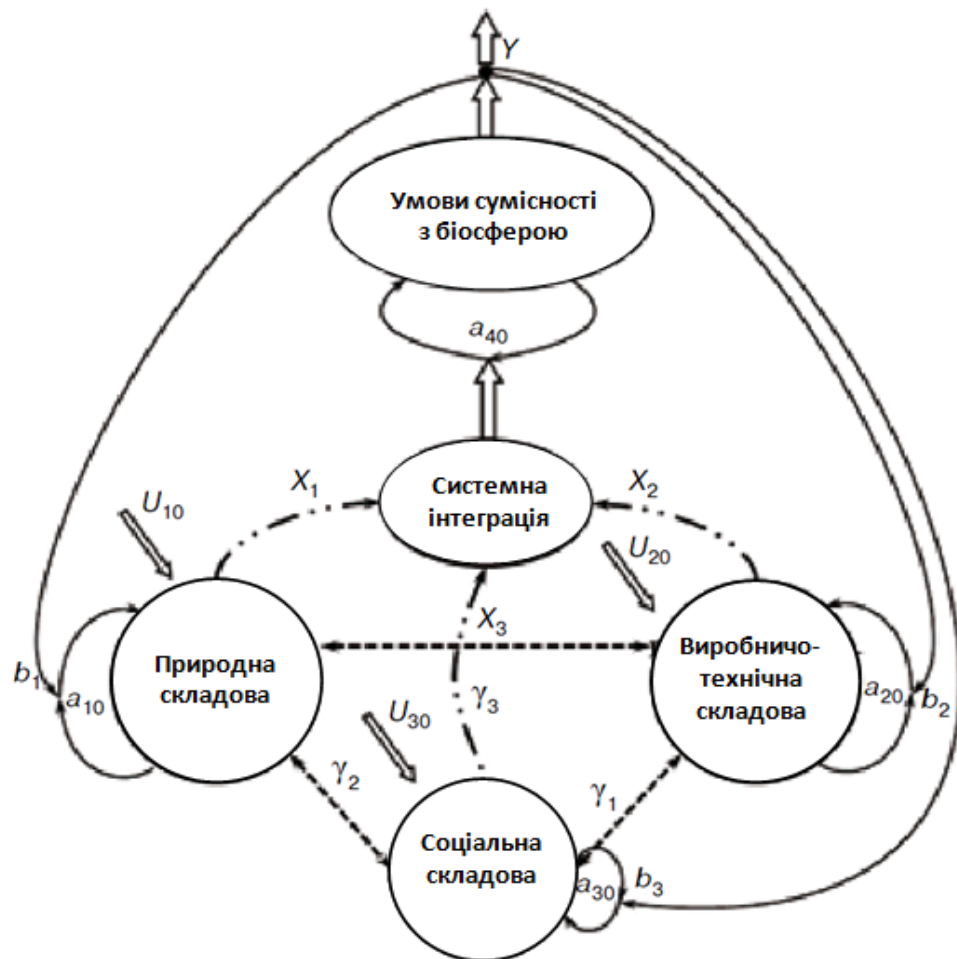 Y
Умови сумісності
з біосферою
a40
Системна
інтеграція
X1
X2
U10
U20
X3
Природна
складова
Виробничо-
технічна
складова
b1
a10
a20
b2
U30
γ3
γ2
γ1
Соціальна
складова
a30
b3